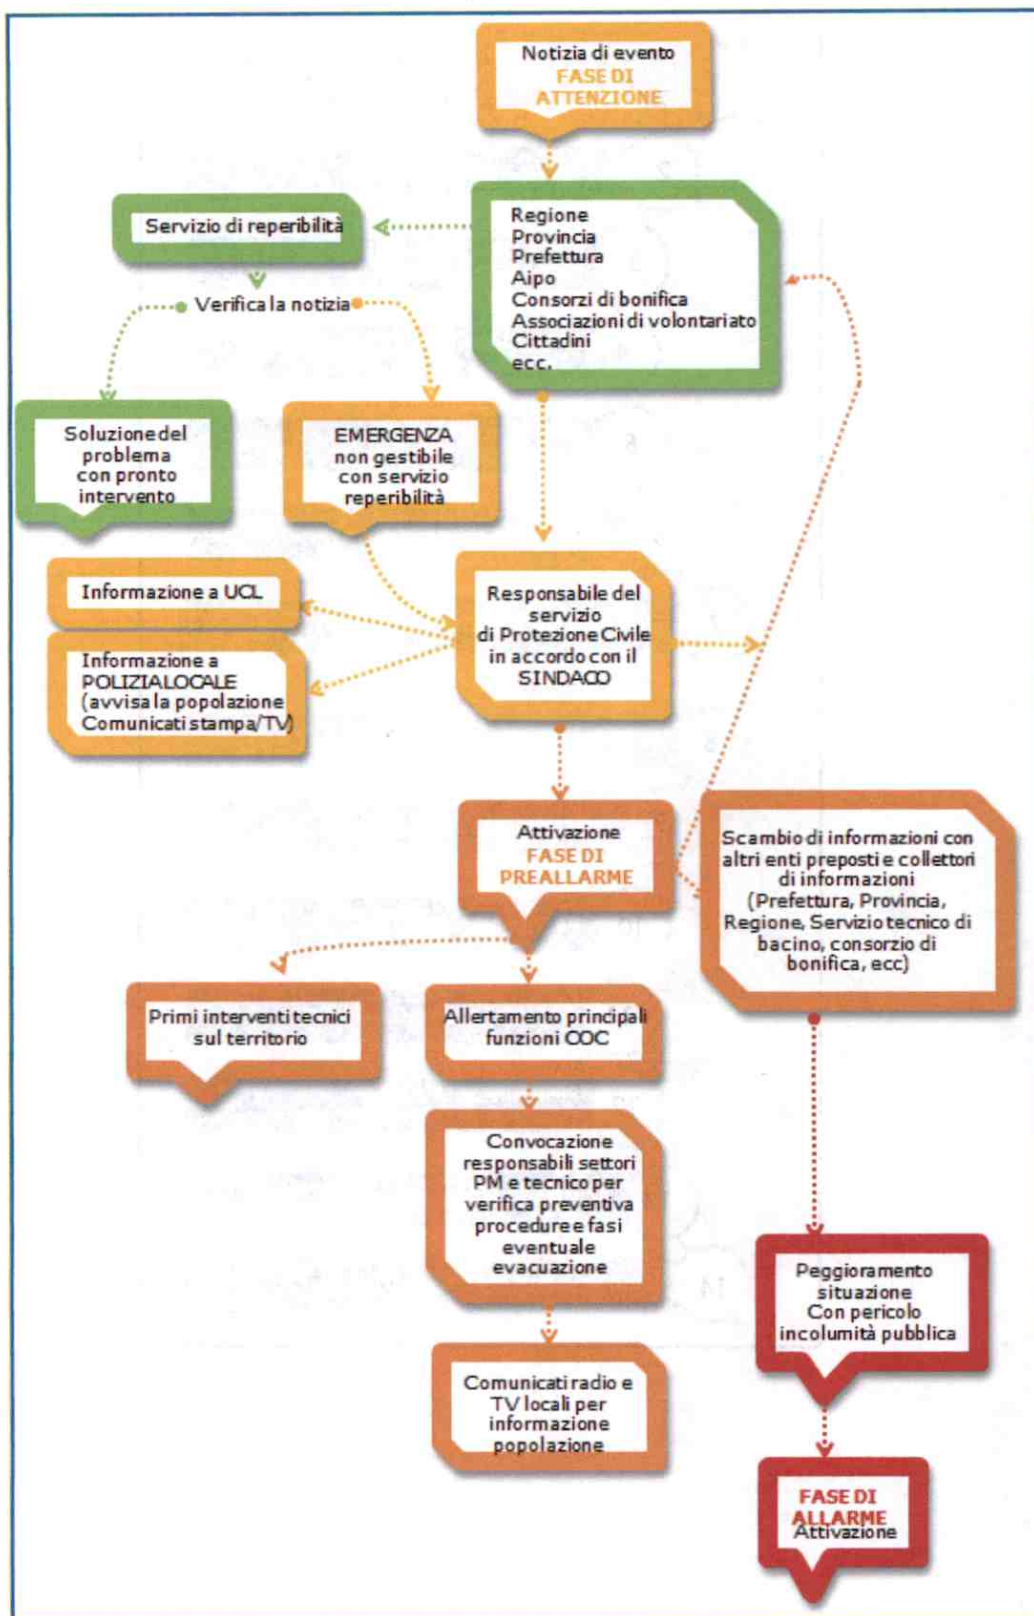 Notizia di evento
FASE DI
ATTENZIONE
Regione
Provincia
Prefettura
Aipo
Consorzi di bonifica
Associazioni di volontariato
Cittadini
ecc.
Servizio di reperibilità
Verifica la notizia
Soluzione del
problema
con pronto
intervento
EMERGENZA
non gestibile
con servizio
reperibilità
Informazione a UCL
Informazione a
POLIZIA LOCALE
(avvisa la popolazione
Comunicati stampa/TV)
Responsabile del
servizio
di Protezione Civile
in accordo con il
SINDACO
Attivazione
FASE DI
PREALLARME
Scambio di informazioni con
altri enti preposti e collettori
di informazioni
(Prefettura, Provincia,
Regione, Servizio tecnico di
bacino, consorzio di
bonifica, ecc)
Primi interventi tecnici
sul territorio
Allertamento principali
funzioni COC
Convocazione
responsabili settori
PM e tecnico per
verifica preventiva
procedure e fasi
eventuale
evacuazione
Comunicati radio e
TV locali per
informazione
popolazione
Peggioramento
situazione
Con pericolo
incolumità pubblica
FASE DI
ALLARME
Attivazione